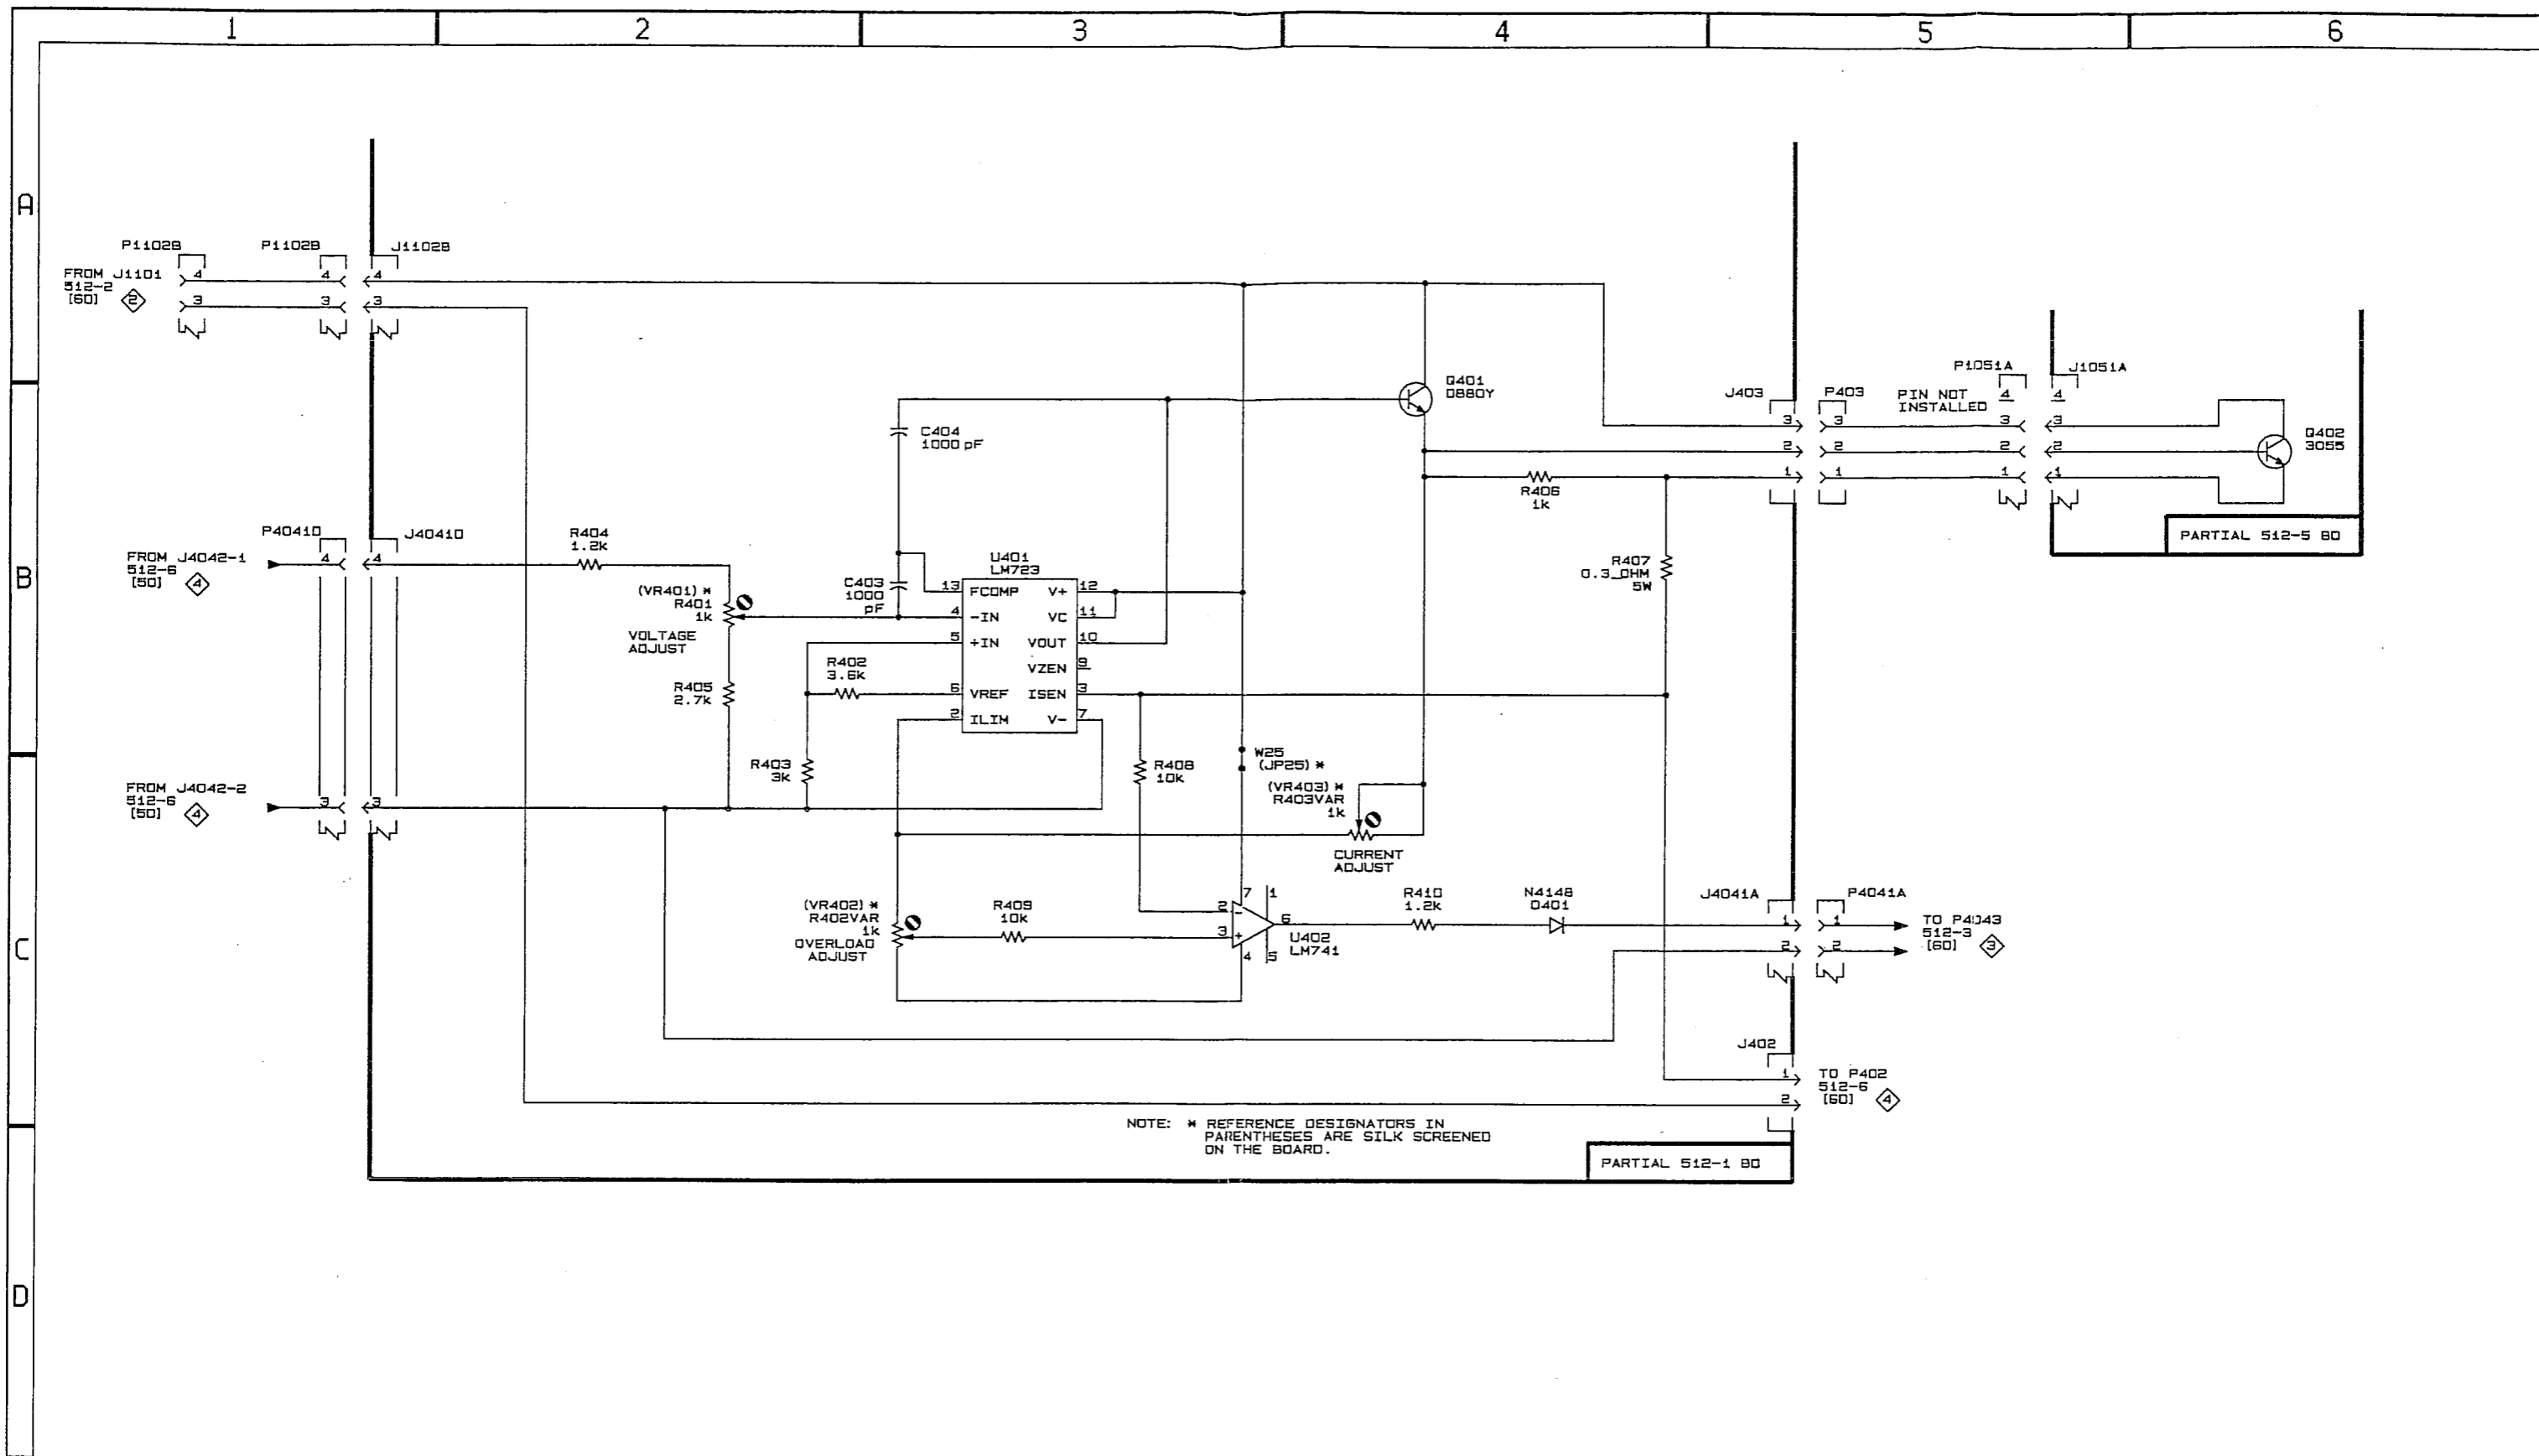 1 2 3 4 5 6
A
P1102B P1102B J1102B
FROM J1101
512-2
[60] 2
4 4 4
3 3 3
Q401
D880Y
P1051A J1051A
J403 P403
PIN NOT
INSTALLED
4 4
3 3 3 3
2 2 2 2
1 1 1 1
Q402
3055
C404
1000 pF
R406
1k
PARTIAL 512-5 BD
B
P4041D J4041D
FROM J4042-1
512-6
[50] 4
4 4
R404
1.2k
(VR401) *
R401
1k
VOLTAGE
ADJUST
R405
2.7k
C403
1000
pF
U401
LM723
13 FCOMP V+ 12
4 -IN VC 11
5 +IN VOUT 10
VZEN 9
6 VREF ISEN 3
2 ILIM V- 7
R402
3.6k
R407
0.3_OHM
5W
R403
3K
R408
10k
W25
(JP25) *
(VR403) *
R403VAR
1k
CURRENT
ADJUST
FROM J4042-2
512-6
[50] 4
3 3
C
(VR402) *
R402VAR
1k
OVERLOAD
ADJUST
R409
10k
7 1
2 -
3 +
6
4 5
U402
LM741
R410
1.2k
N4148
D401
J4041A P4041A
1 1
2 2
TO P4043
512-3
[60] 3
J402
1
2
TO P402
512-6
[60] 4
NOTE: * REFERENCE DESIGNATORS IN
PARENTHESES ARE SILK SCREENED
ON THE BOARD.
PARTIAL 512-1 BD
D